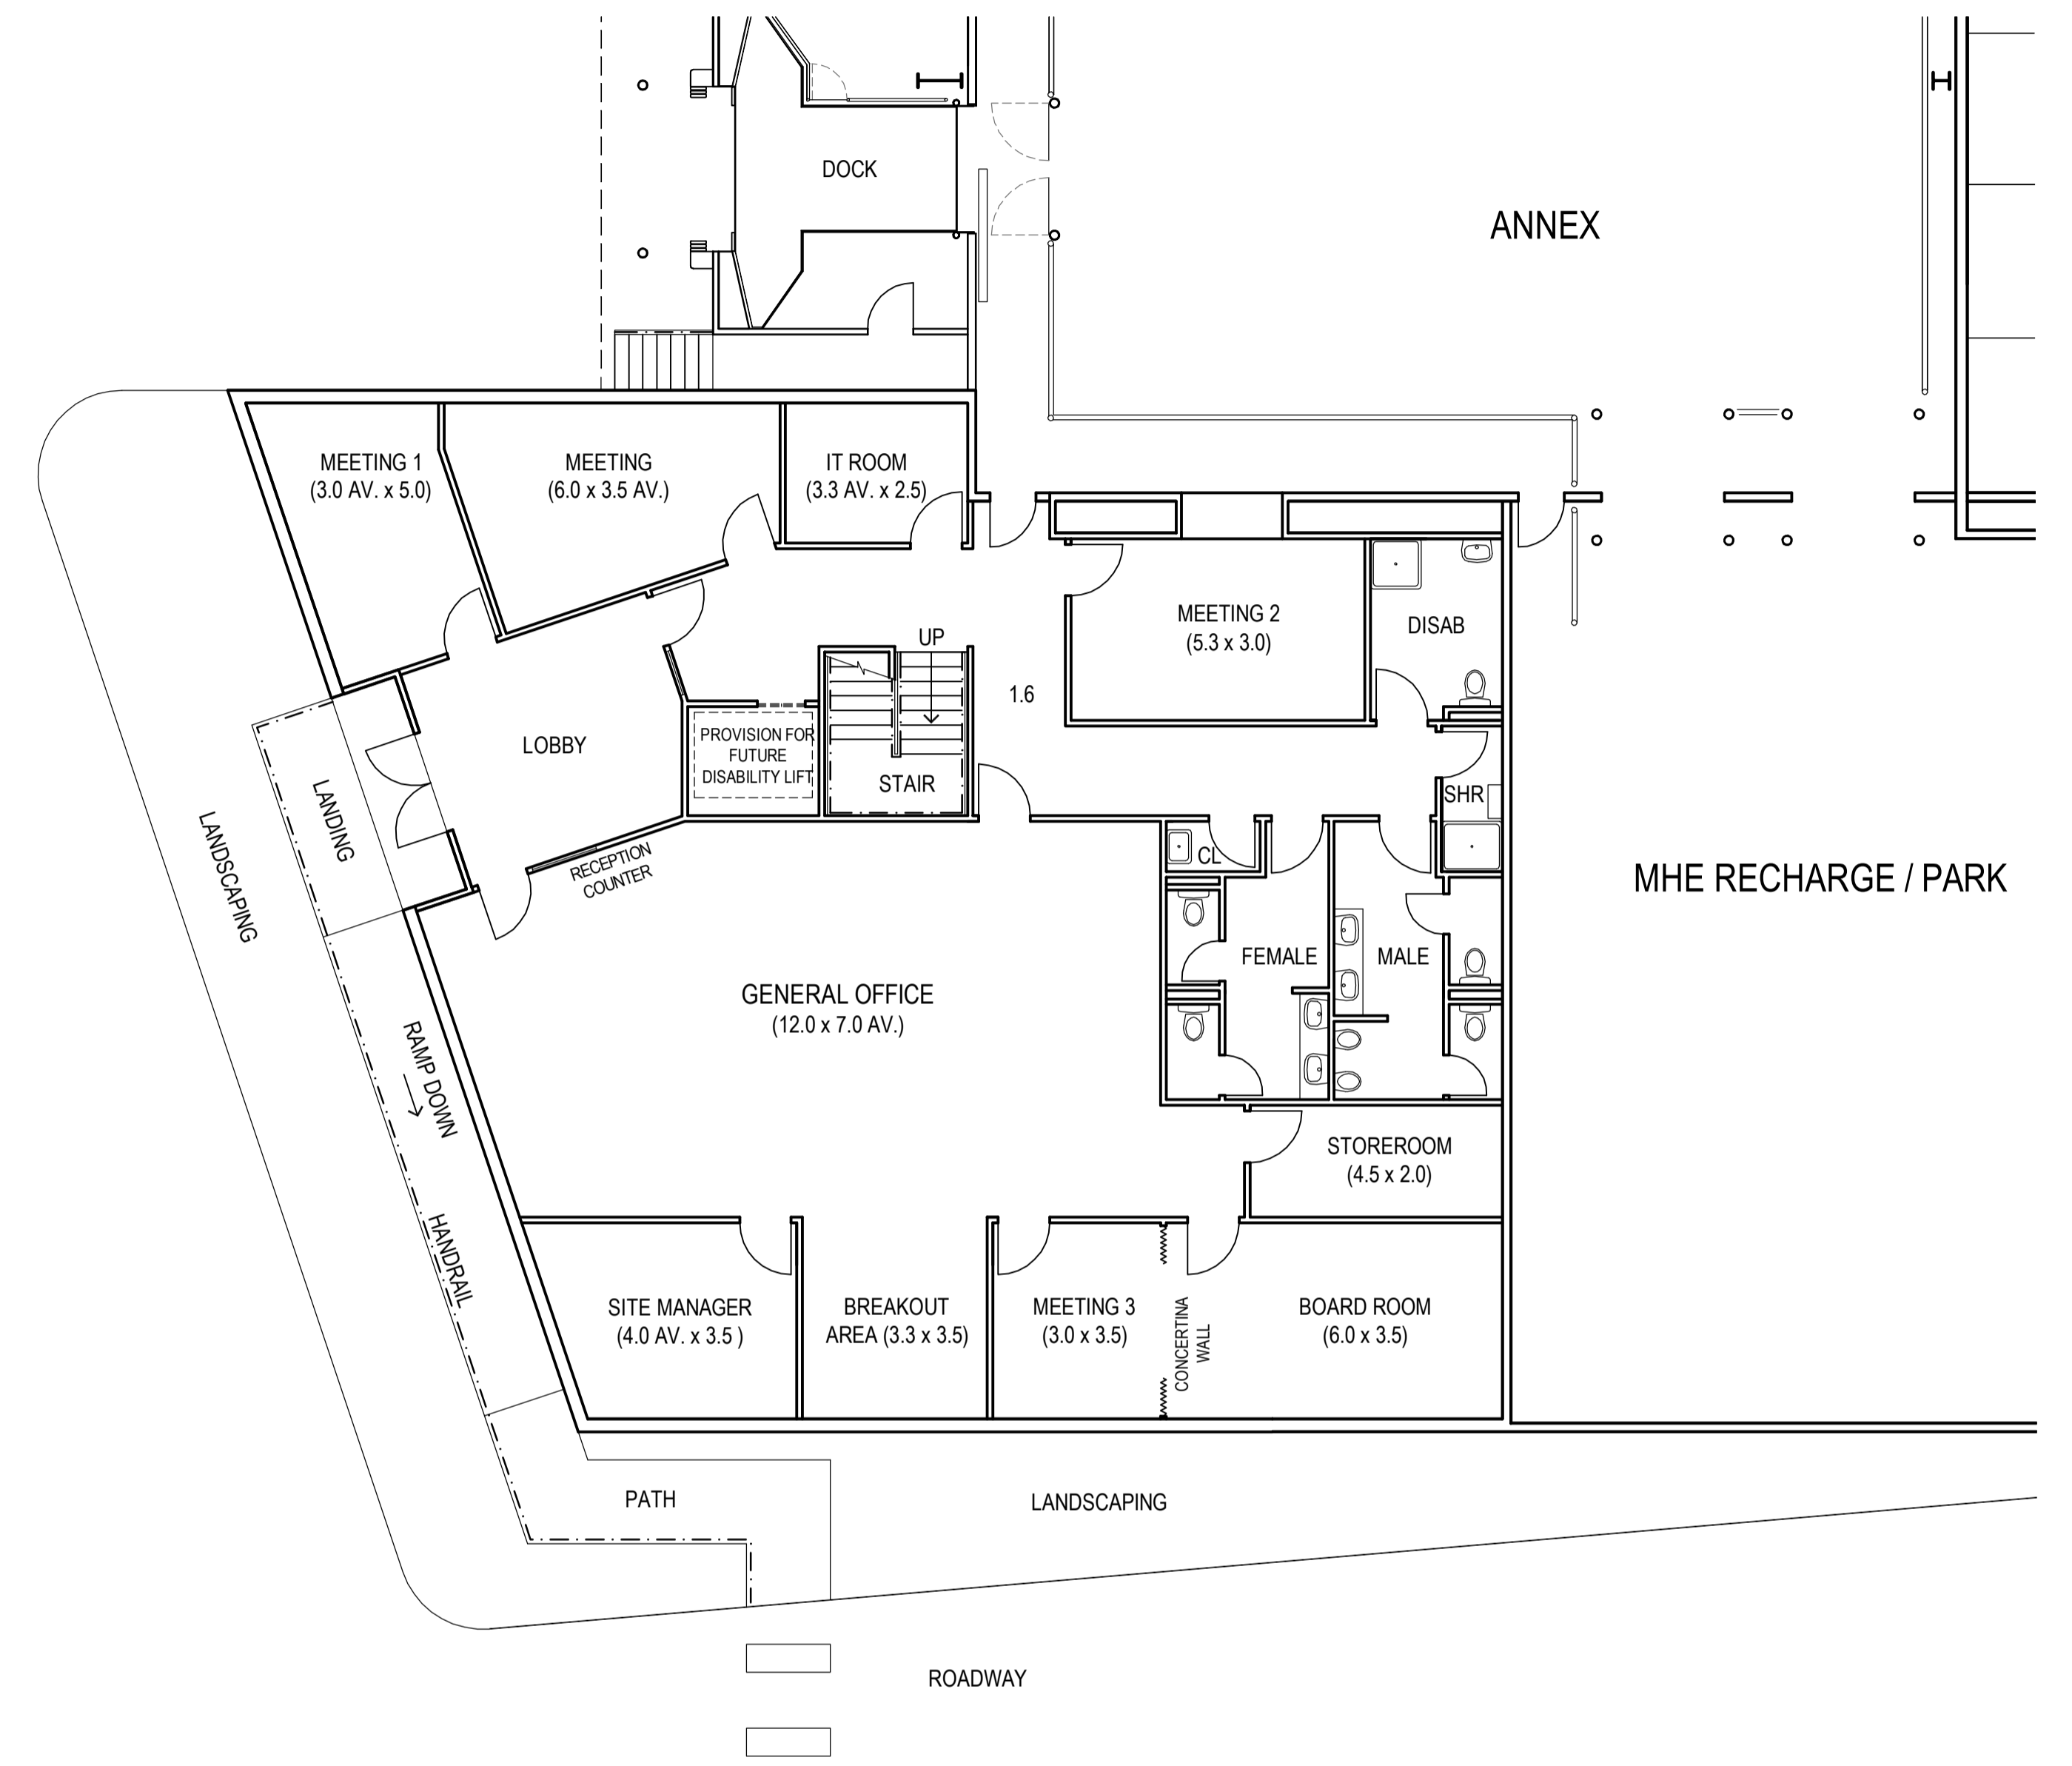 DOCK
ANNEX
MEETING 1
(3.0 AV. x 5.0)
MEETING
(6.0 x 3.5 AV.)
IT ROOM
(3.3 AV. x 2.5)
MEETING 2
(5.3 x 3.0)
DISAB
UP
1.6
LOBBY
PROVISION FOR
FUTURE
DISABILITY LIFT
STAIR
SHR
LANDING
LANDSCAPING
RECEPTION
COUNTER
CL
MHE RECHARGE / PARK
FEMALE
MALE
GENERAL OFFICE
(12.0 x 7.0 AV.)
RAMP DOWN
STOREROOM
(4.5 x 2.0)
HANDRAIL
SITE MANAGER
(4.0 AV. x 3.5 )
BREAKOUT
AREA (3.3 x 3.5)
MEETING 3
(3.0 x 3.5)
CONCERTINA
WALL
BOARD ROOM
(6.0 x 3.5)
PATH
LANDSCAPING
ROADWAY